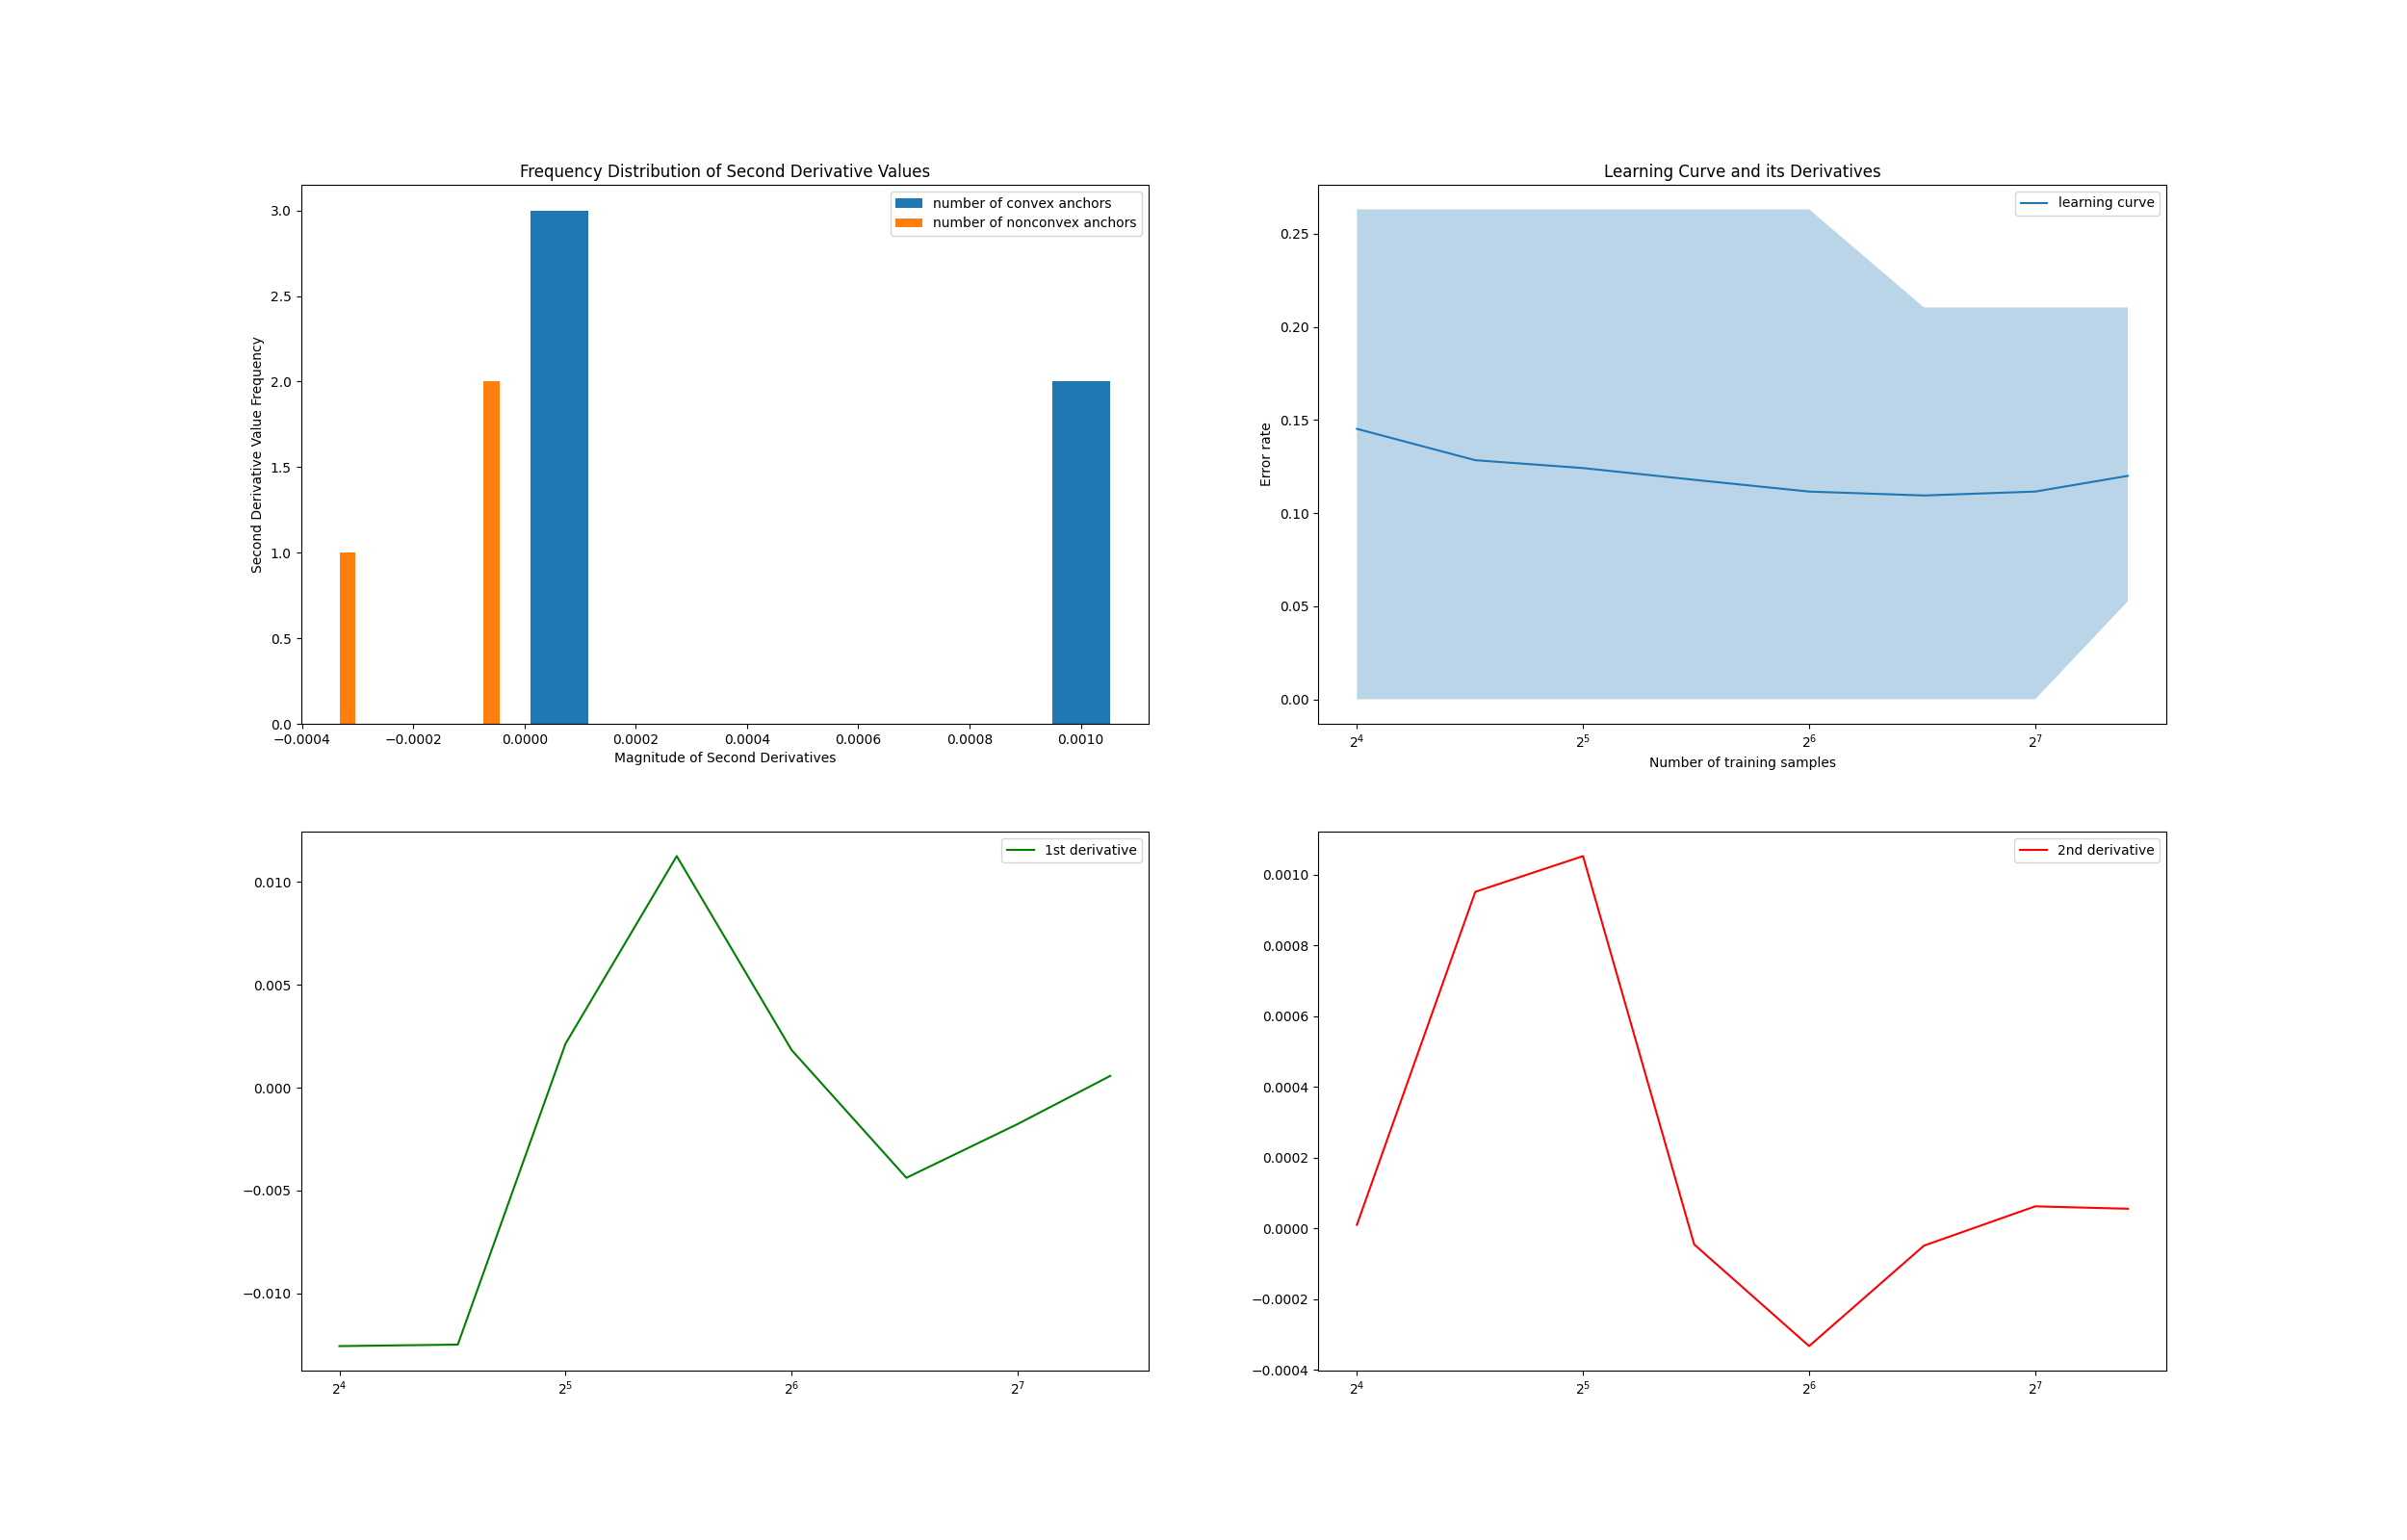 Frequency Distribution of Second Derivative Values
number of convex anchors
number of nonconvex anchors
3.0
2.5
2.0
1.5
1.0
0.5
0.0
Second Derivative Value Frequency
−0.0004 −0.0002 0.0000 0.0002 0.0004 0.0006 0.0008 0.0010
Magnitude of Second Derivatives
Learning Curve and its Derivatives
learning curve
0.25
0.20
0.15
0.10
0.05
0.00
Error rate
2⁴ 2⁵ 2⁶ 2⁷
Number of training samples
1st derivative
0.010
0.005
0.000
−0.005
−0.010
2⁴ 2⁵ 2⁶ 2⁷
2nd derivative
0.0010
0.0008
0.0006
0.0004
0.0002
0.0000
−0.0002
−0.0004
2⁴ 2⁵ 2⁶ 2⁷